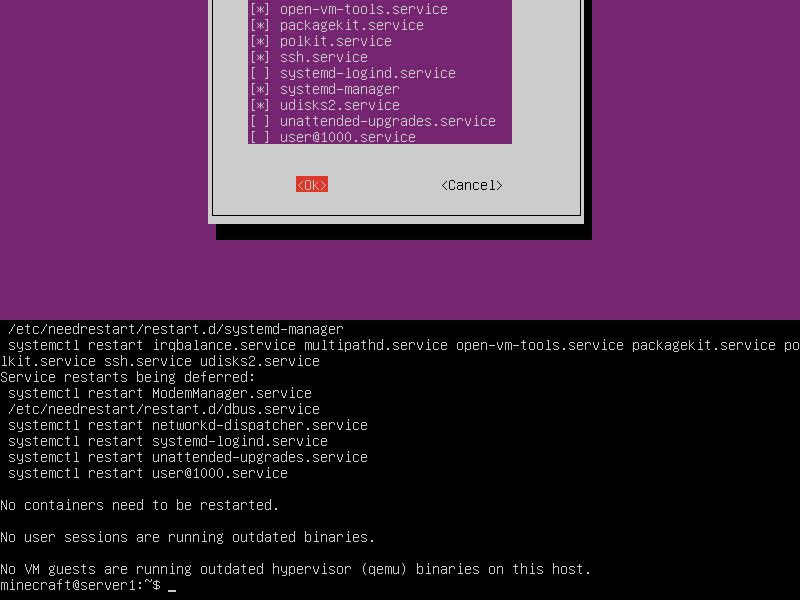 [*] open-vm-tools.service
[*] packagekit.service
[*] polkit.service
[*] ssh.service
[ ] systemd-logind.service
[*] systemd-manager
[*] udisks2.service
[ ] unattended-upgrades.service
[ ] user@1000.service
<Ok> <Cancel>
/etc/needrestart/restart.d/systemd-manager
systemctl restart irqbalance.service multipathd.service open-vm-tools.service packagekit.service po
lkit.service ssh.service udisks2.service
Service restarts being deferred:
systemctl restart ModemManager.service
/etc/needrestart/restart.d/dbus.service
systemctl restart networkd-dispatcher.service
systemctl restart systemd-logind.service
systemctl restart unattended-upgrades.service
systemctl restart user@1000.service
No containers need to be restarted.
No user sessions are running outdated binaries.
No VM guests are running outdated hypervisor (qemu) binaries on this host.
minecraft@server1:~$ _